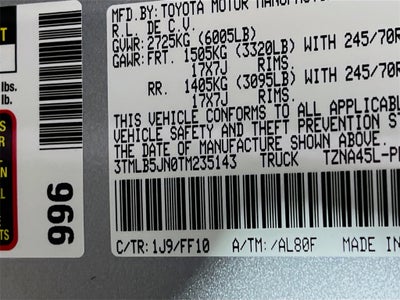 MFD.BY: TOYOTA MOTOR
R.L. DE C.V.
GVWR: 2725KG (6005LB)
GAWR: FRT. 1505KG (3320LB) WITH 245/70R
17X7J RIMS.
RR. 1405KG (3095LB) WITH 245/70R
17X7J RIMS.
THIS VEHICLE CONFORMS TO ALL APPLICABLE
VEHICLE SAFETY AND THEFT PREVENTION
THE DATE OF MANUFACTURE SHOWN ABOVE.
3TMLB5JN0TM235143 TRUCK TZNA45L-
C/TR: 1J9/FF10 A/TM: /AL80F MADE IN
lbs.
lb.
996